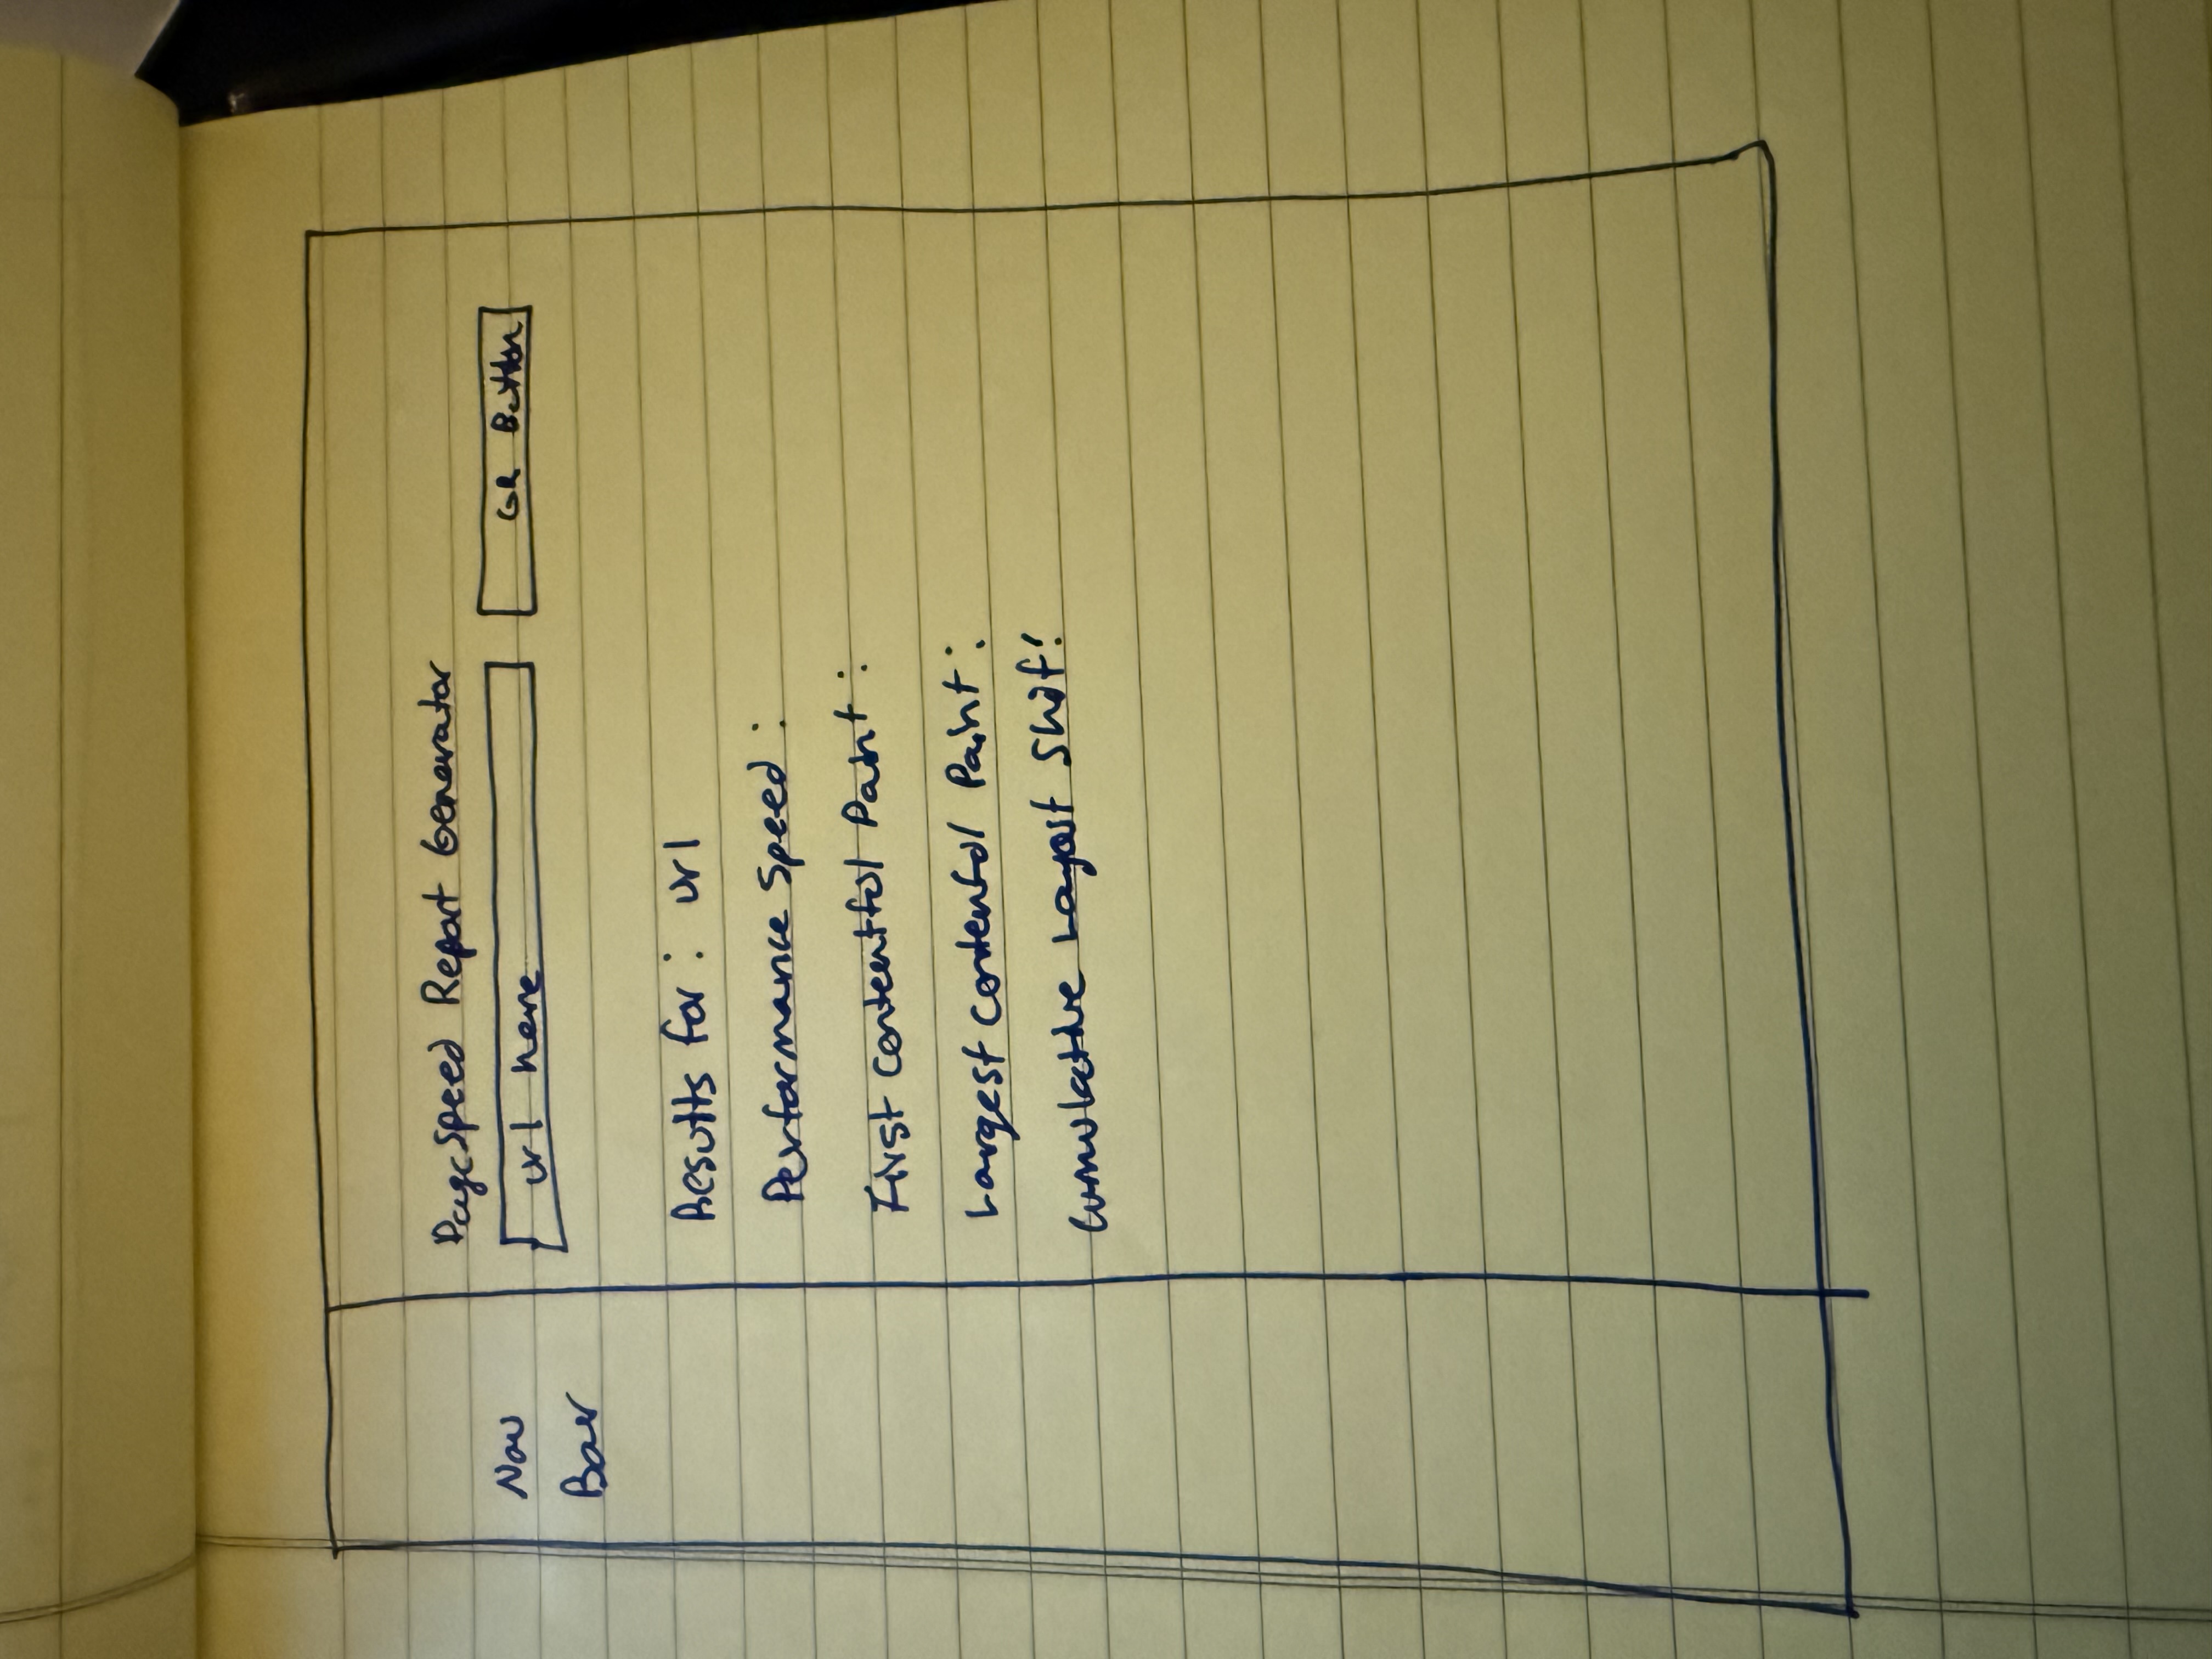 PageSpeed Report Generator
url here
GR Button
Nav
Bar
Results for : url
Performance Speed :
First Contentful Paint :
Largest Contentful Paint :
Cumulative Layout Shif: